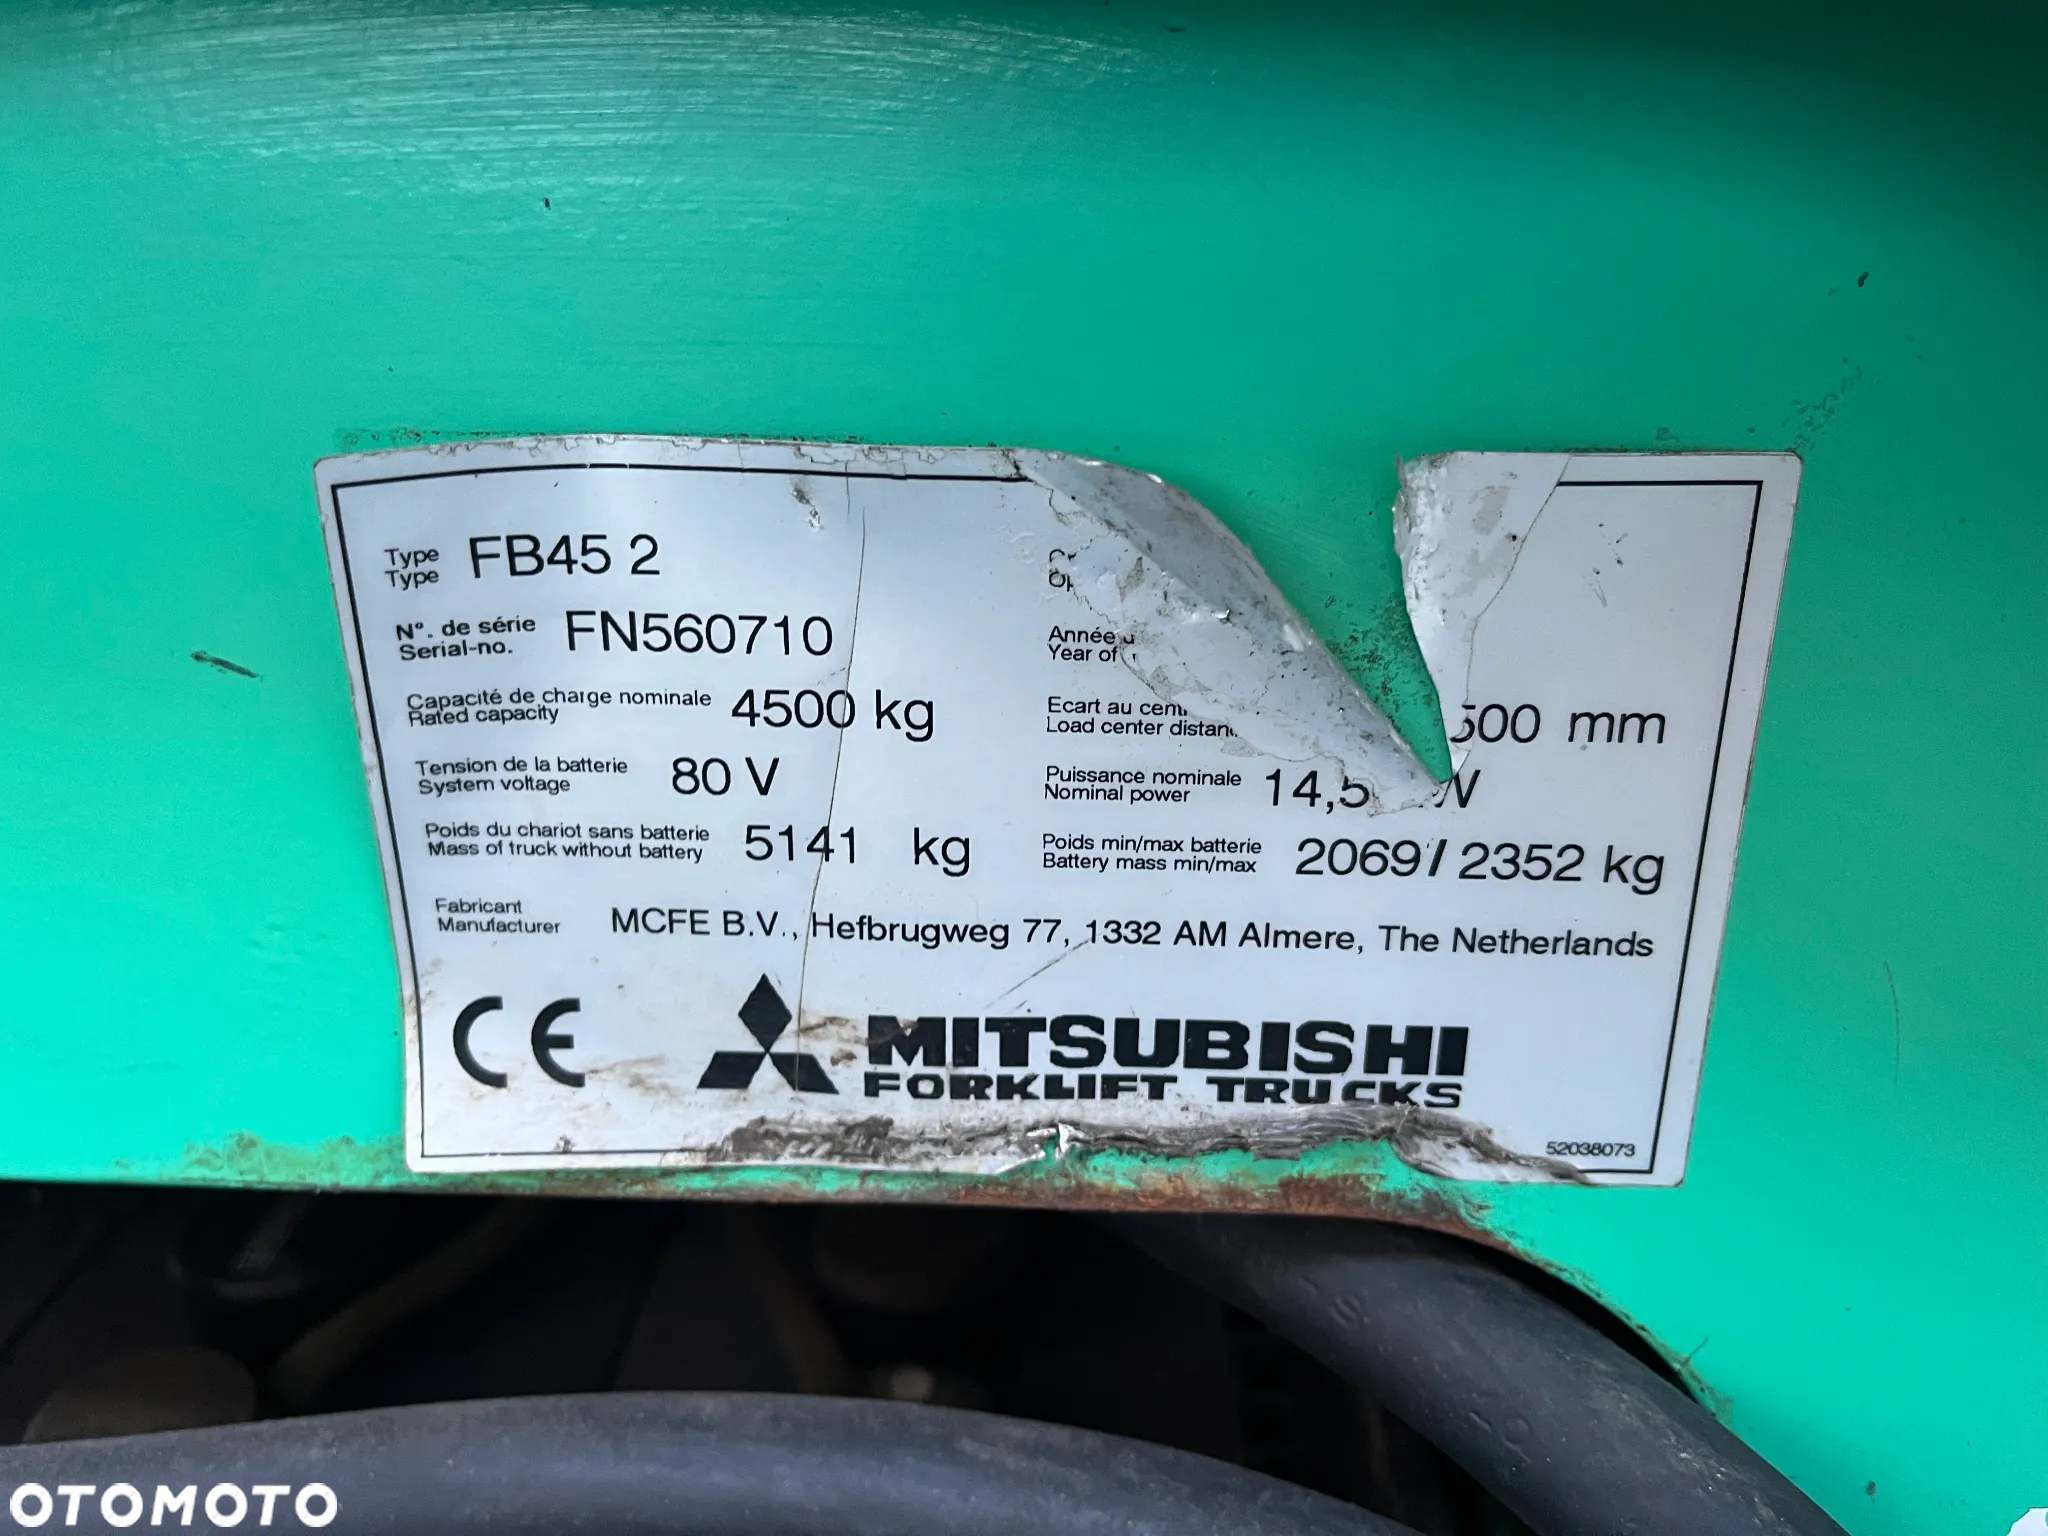 Type
Type FB45 2
N°. de série
Serial-no. FN560710
Capacité de charge nominale
Rated capacity 4500 kg
Tension de la batterie
System voltage 80 V
Poids du chariot sans batterie
Mass of truck without battery 5141 kg
Année
Year of
Ecart au
Load center
500 mm
Puissance nominale
Nominal power 14,5
Poids min/max batterie
Battery mass min/max 2069 / 2352 kg
Fabricant
Manufacturer MCFE B.V., Hefbrugweg 77, 1332 AM Almere, The Netherlands
CE
MITSUBISHI
FORKLIFT TRUCKS
52038073
OTOMOTO